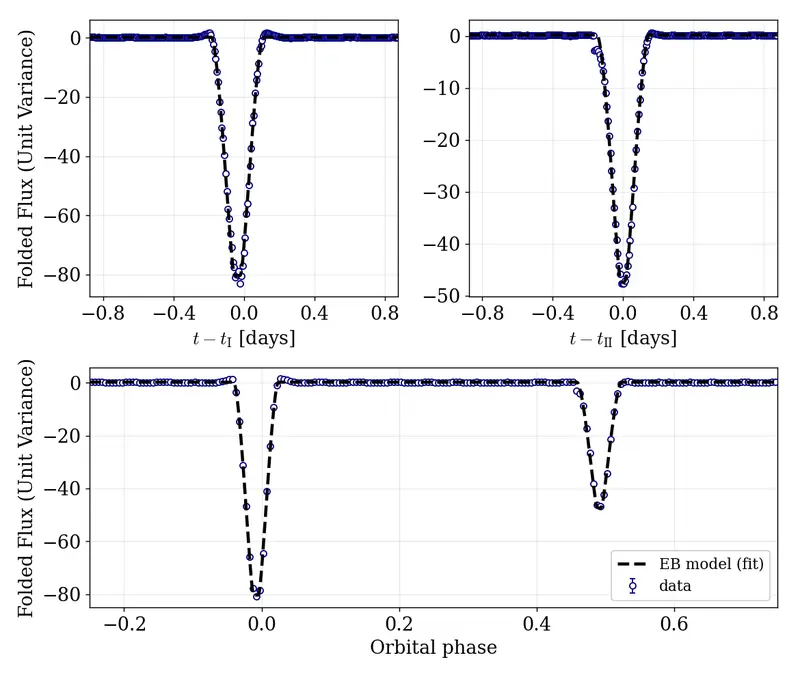 Folded Flux (Unit Variance)
0
−20
−40
−60
−80
−0.8 −0.4 0.0 0.4 0.8
t − tI [days]
0
−10
−20
−30
−40
−50
−0.8 −0.4 0.0 0.4 0.8
t − tII [days]
Folded Flux (Unit Variance)
0
−20
−40
−60
−80
EB model (fit)
data
−0.2 0.0 0.2 0.4 0.6
Orbital phase